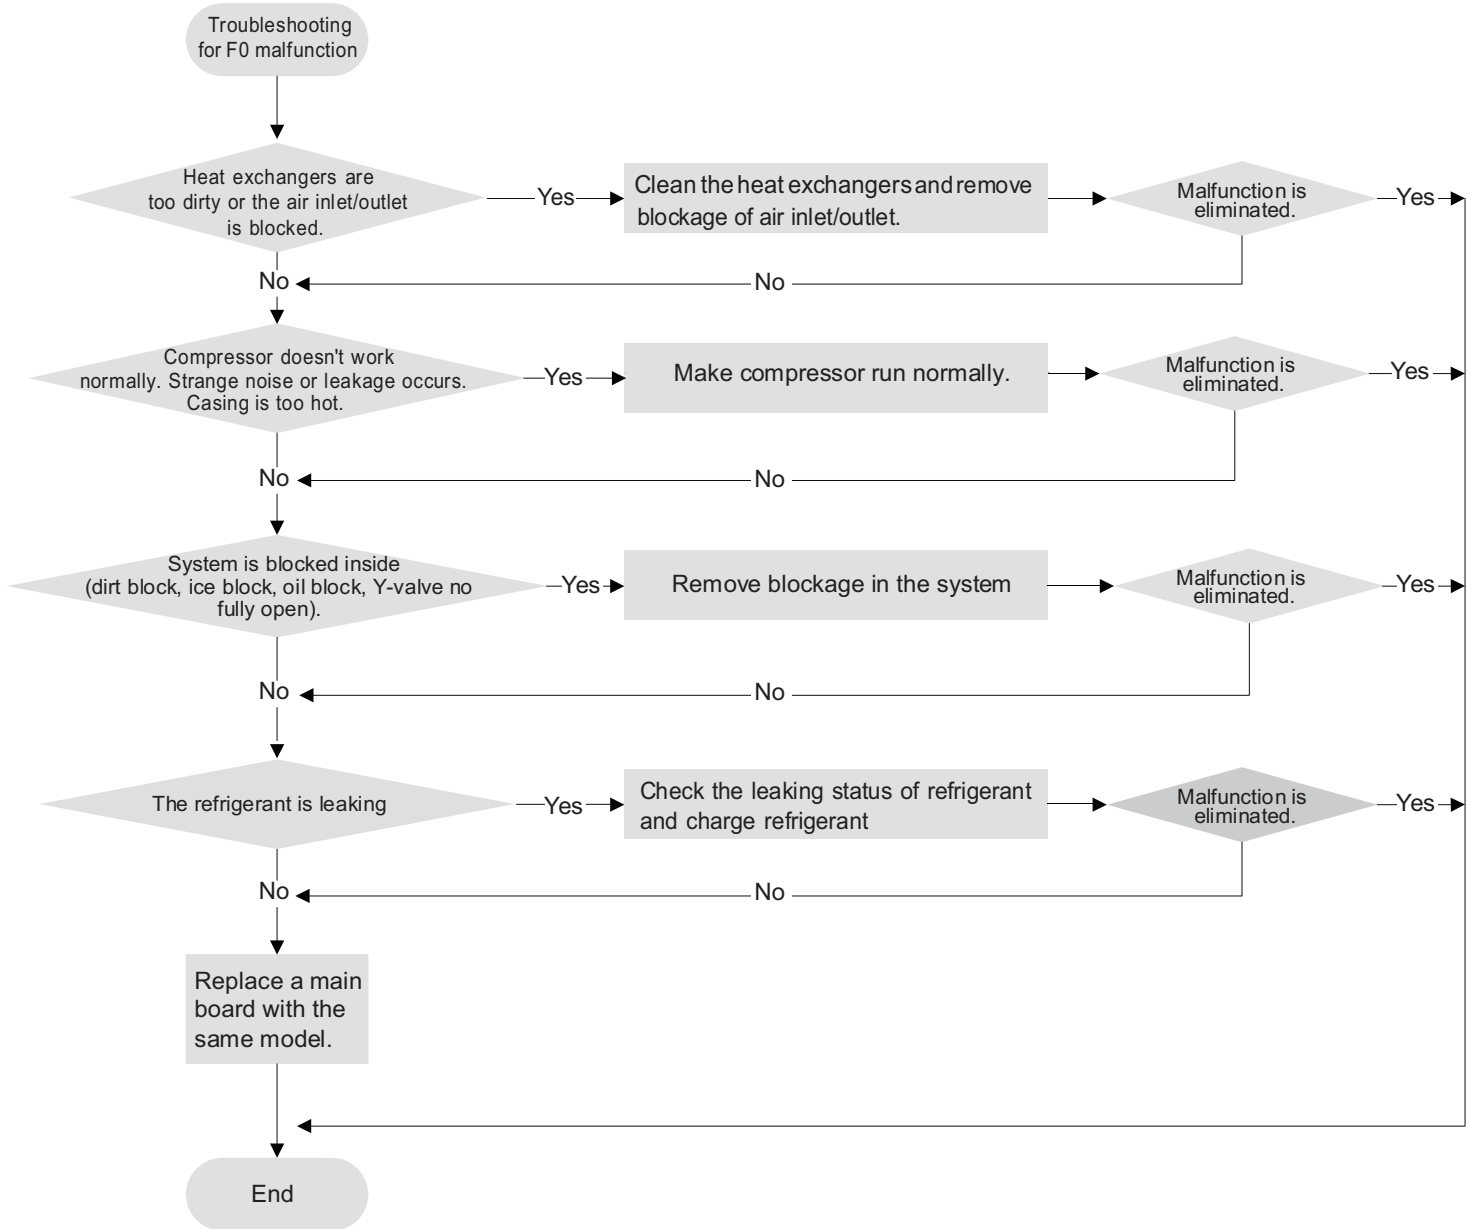 Troubleshooting
for F0 malfunction
Heat exchangers are
too dirty or the air inlet/outlet
is blocked.
Yes
Clean the heat exchangers and remove
blockage of air inlet/outlet.
Malfunction is
eliminated.
Yes
No
No
Compressor doesn't work
normally. Strange noise or leakage occurs.
Casing is too hot.
Yes
Make compressor run normally.
Malfunction is
eliminated.
Yes
No
No
System is blocked inside
(dirt block, ice block, oil block, Y-valve no
fully open).
Yes
Remove blockage in the system
Malfunction is
eliminated.
Yes
No
No
The refrigerant is leaking
Yes
Check the leaking status of refrigerant
and charge refrigerant
Malfunction is
eliminated.
Yes
No
No
Replace a main
board with the
same model.
End